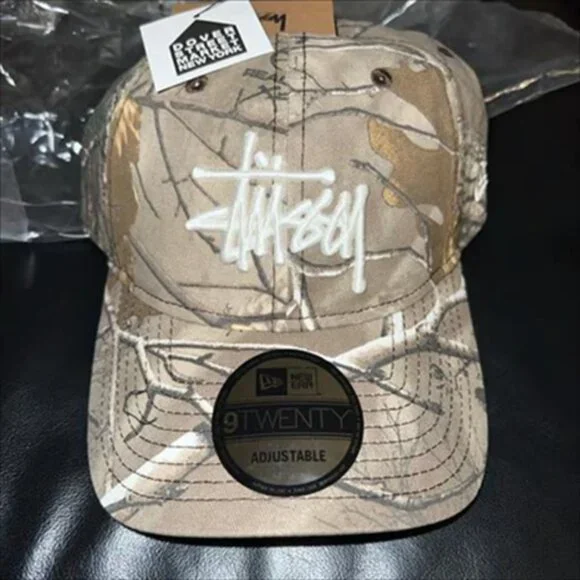 DOVER
STREET
MARKET
NEW YORK
Stüssy
NEW
ERA
9TWENTY
ADJUSTABLE